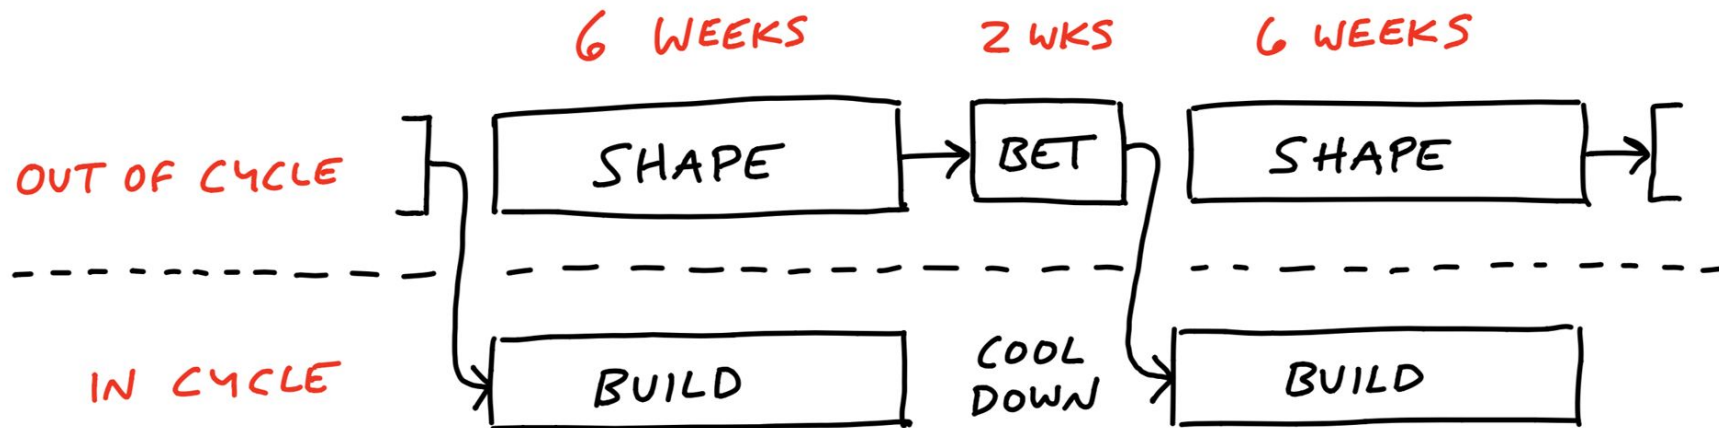 6 WEEKS
2 WKS
6 WEEKS
OUT OF CYCLE
SHAPE
BET
SHAPE
IN CYCLE
BUILD
COOL
DOWN
BUILD